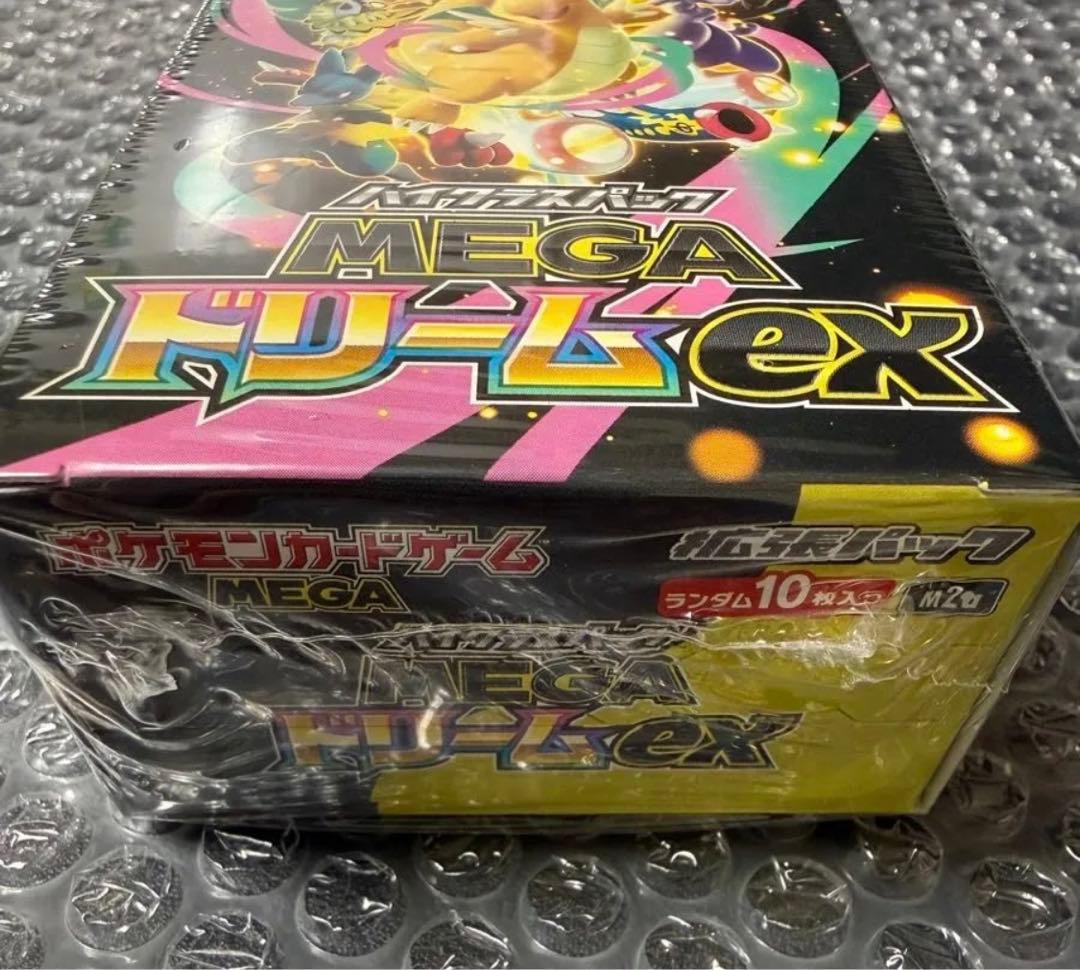 ハイクラスパック
MEGA
ドリームex
ポケモンカードゲーム
MEGA
拡張パック
ランダム10枚入り
M2a
ハイクラスパック
MEGA
ドリームex